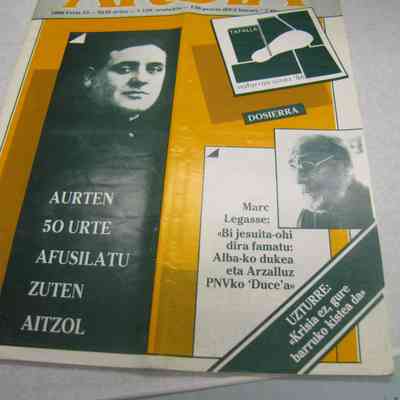 TAFALLA
DOSIERRA
AURTEN
50 URTE
AFUSILATU
ZUTEN
AITZOL
Marc
Legasse:
«Bi jesuita-ohi
dira famatu:
Alba-ko dukea
eta Arzalluz
PNVko 'Duce'a»
UZTURRE:
«Krisia ez, gure
barruko kistea da»